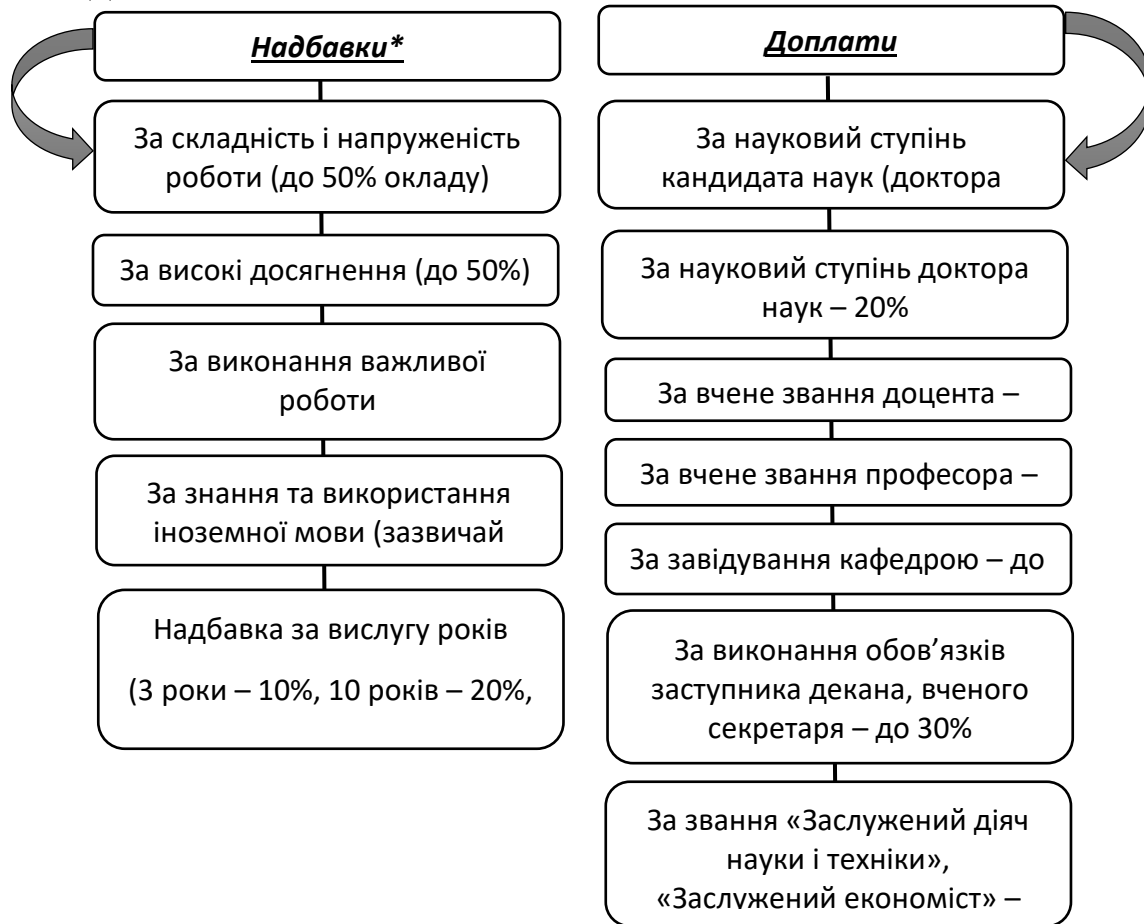 Надбавки*
За складність і напруженість
роботи (до 50% окладу)
За високі досягнення (до 50%)
За виконання важливої
роботи
За знання та використання
іноземної мови (зазвичай
Надбавка за вислугу років
(3 роки – 10%, 10 років – 20%,
Доплати
За науковий ступінь
кандидата наук (доктора
За науковий ступінь доктора
наук – 20%
За вчене звання доцента –
За вчене звання професора –
За завідування кафедрою – до
За виконання обов’язків
заступника декана, вченого
секретаря – до 30%
За звання «Заслужений діяч
науки і техніки»,
«Заслужений економіст» –